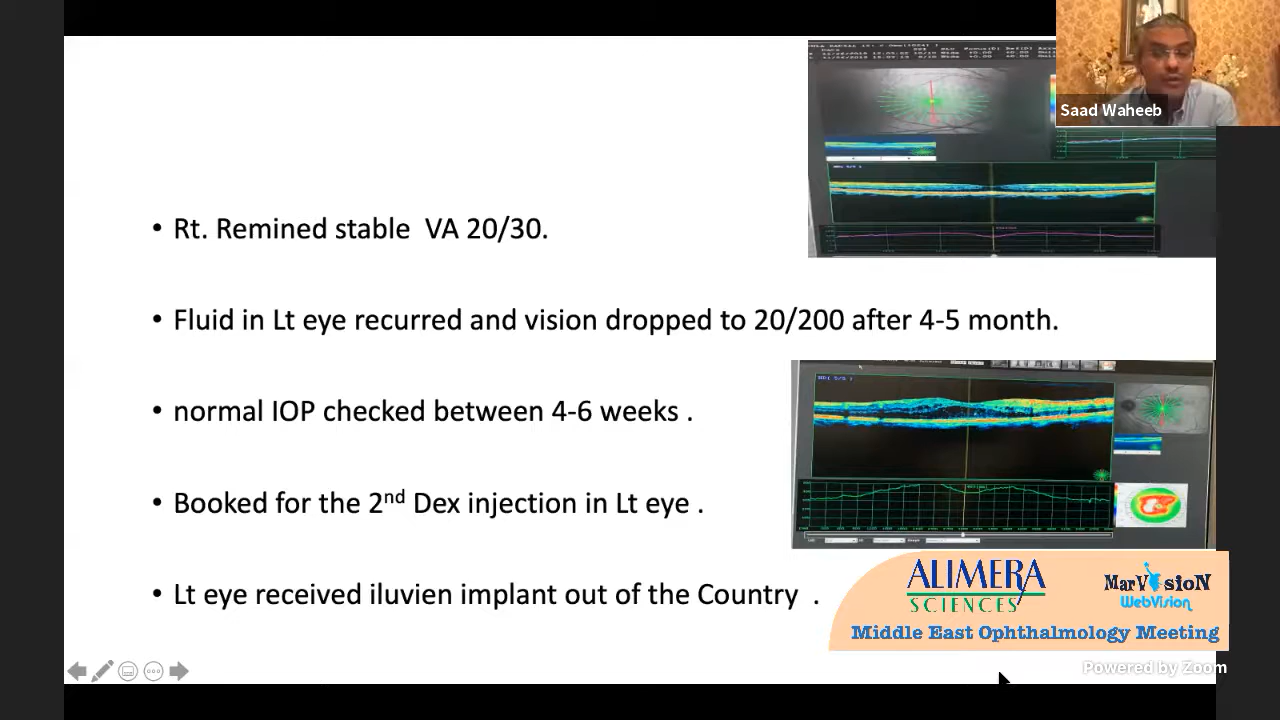 Saad Waheeb
• Rt. Remined stable VA 20/30.
• Fluid in Lt eye recurred and vision dropped to 20/200 after 4-5 month.
• normal IOP checked between 4-6 weeks .
• Booked for the 2nd Dex injection in Lt eye .
• Lt eye received iluvien implant out of the Country .
ALIMERA
SCIENCES
MarVisioN
WebVision
Middle East Ophthalmology Meeting
Powered by Zoom